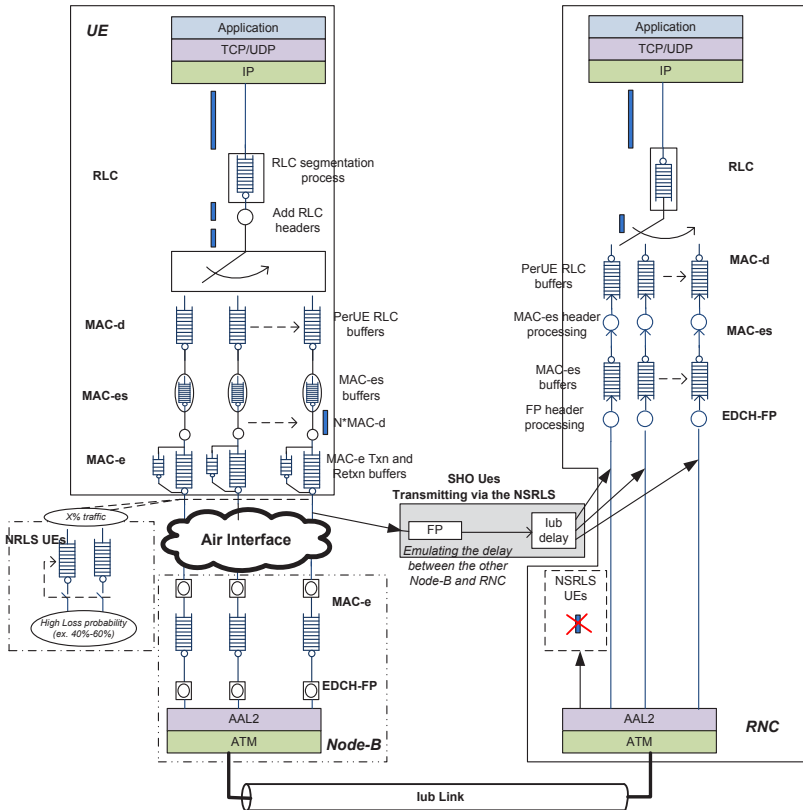 UE
Application
TCP/UDP
IP
RLC
RLC segmentation
process
Add RLC
headers
MAC-d
PerUE RLC
buffers
MAC-es
MAC-es
buffers
N*MAC-d
MAC-e
MAC-e Txn and
Retxn buffers
X% traffic
NRLS UEs
High Loss probability
(ex. 40%-60%)
Air Interface
MAC-e
EDCH-FP
AAL2
ATM
Node-B
SHO Ues
Transmitting via the NSRLS
FP
Iub
delay
Emulating the delay
between the other
Node-B and RNC
Application
TCP/UDP
IP
RLC
MAC-d
PerUE RLC
buffers
MAC-es header
processing
MAC-es
MAC-es
buffers
FP header
processing
EDCH-FP
NSRLS
UEs
AAL2
ATM
RNC
Iub Link